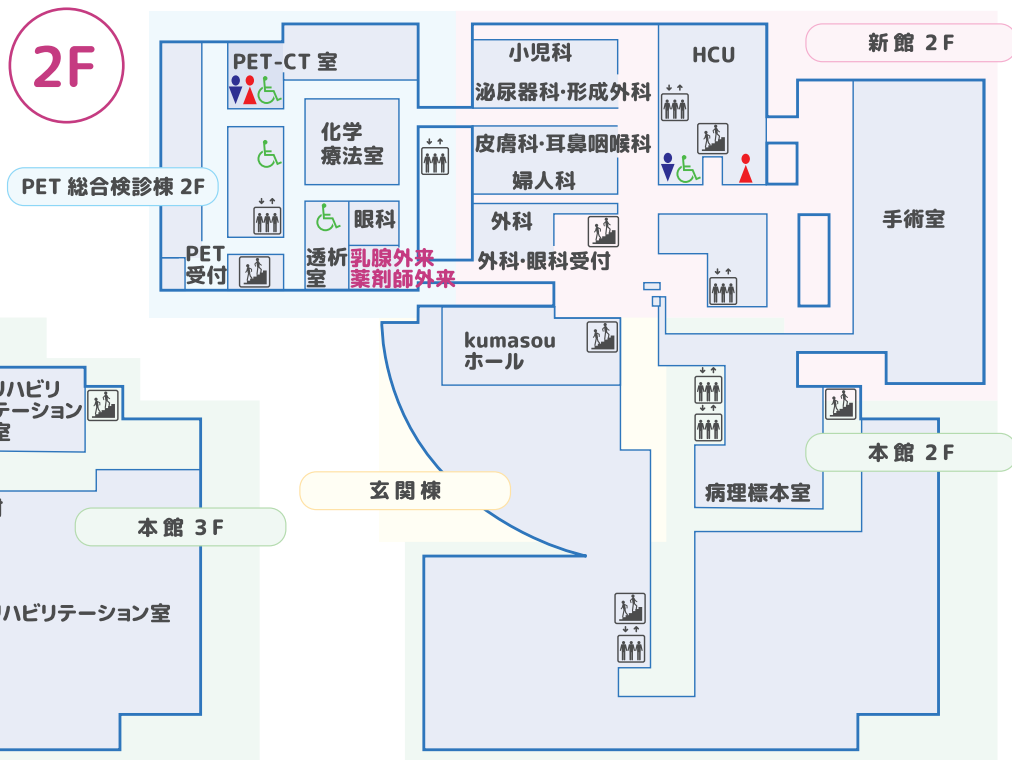 2F
PET-CT 室
小児科
HCU
新館 2F
泌尿器科·形成外科
化学
療法室
皮膚科·耳鼻咽喉科
婦人科
PET 総合検診棟 2F
眼科
外科
手術室
PET
受付
透析
室
乳腺外来
薬剤師外来
外科·眼科受付
kumasou
ホール
リハビリ
テーション
室
本館 2F
玄関棟
病理標本室
本館 3F
リハビリテーション室